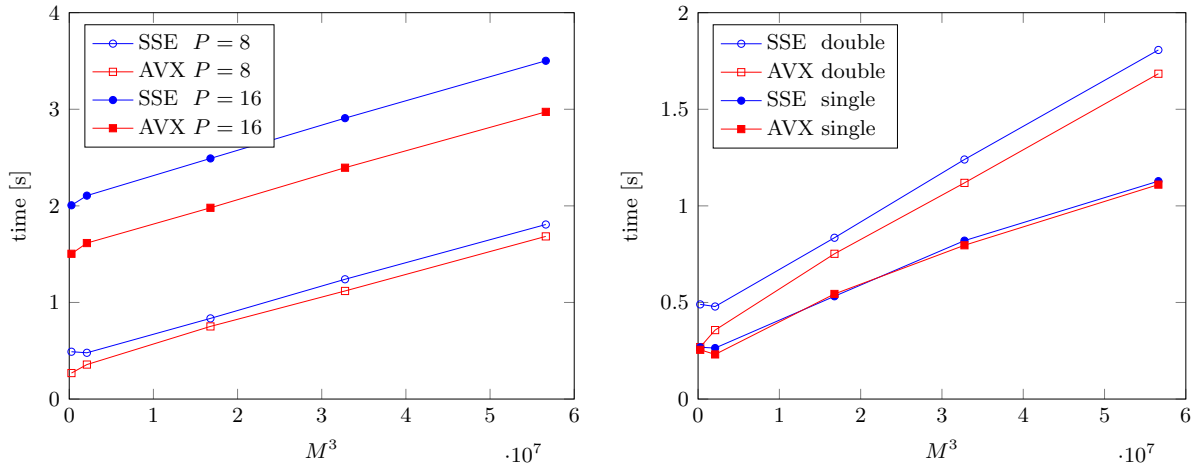 4
3
2
1
0
time [s]
SSE P = 8
AVX P = 8
SSE P = 16
AVX P = 16
0 1 2 3 4 5 6
·10⁷
M³
2
1.5
1
0.5
0
time [s]
SSE double
AVX double
SSE single
AVX single
0 1 2 3 4 5 6
·10⁷
M³